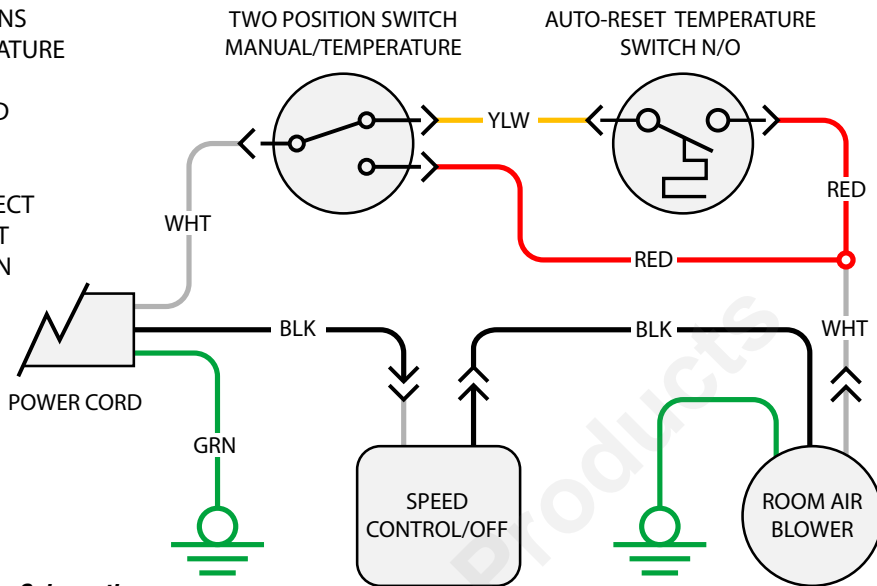 NS
ATURE
D
ECT
T
N
TWO POSITION SWITCH
MANUAL/TEMPERATURE
AUTO-RESET TEMPERATURE
SWITCH N/O
YLW
RED
WHT
RED
BLK
BLK
WHT
POWER CORD
GRN
SPEED
CONTROL/OFF
ROOM AIR
BLOWER
Products